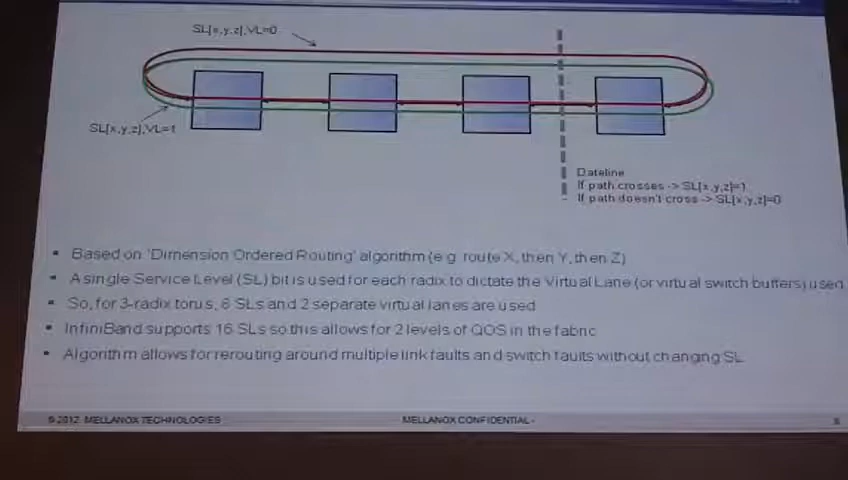 SL[x,y,z],VL=0
SL[x,y,z],VL=1
Dateline
If path crosses -> SL[x,y,z]=1
If path doesn't cross -> SL[x,y,z]=0
▪ Based on 'Dimension Ordered Routing' algorithm (e.g. route X, then Y, then Z)
▪ A single Service Level (SL) bit is used for each radix to dictate the Virtual Lane (or virtual switch buffers) used
▪ So, for 3-radix torus, 8 SLs and 2 separate virtual lanes are used
▪ InfiniBand supports 16 SLs so this allows for 2 levels of QOS in the fabric
▪ Algorithm allows for rerouting around multiple link faults and switch faults without changng SL
© 2012 MELLANOX TECHNOLOGIES - MELLANOX CONFIDENTIAL -